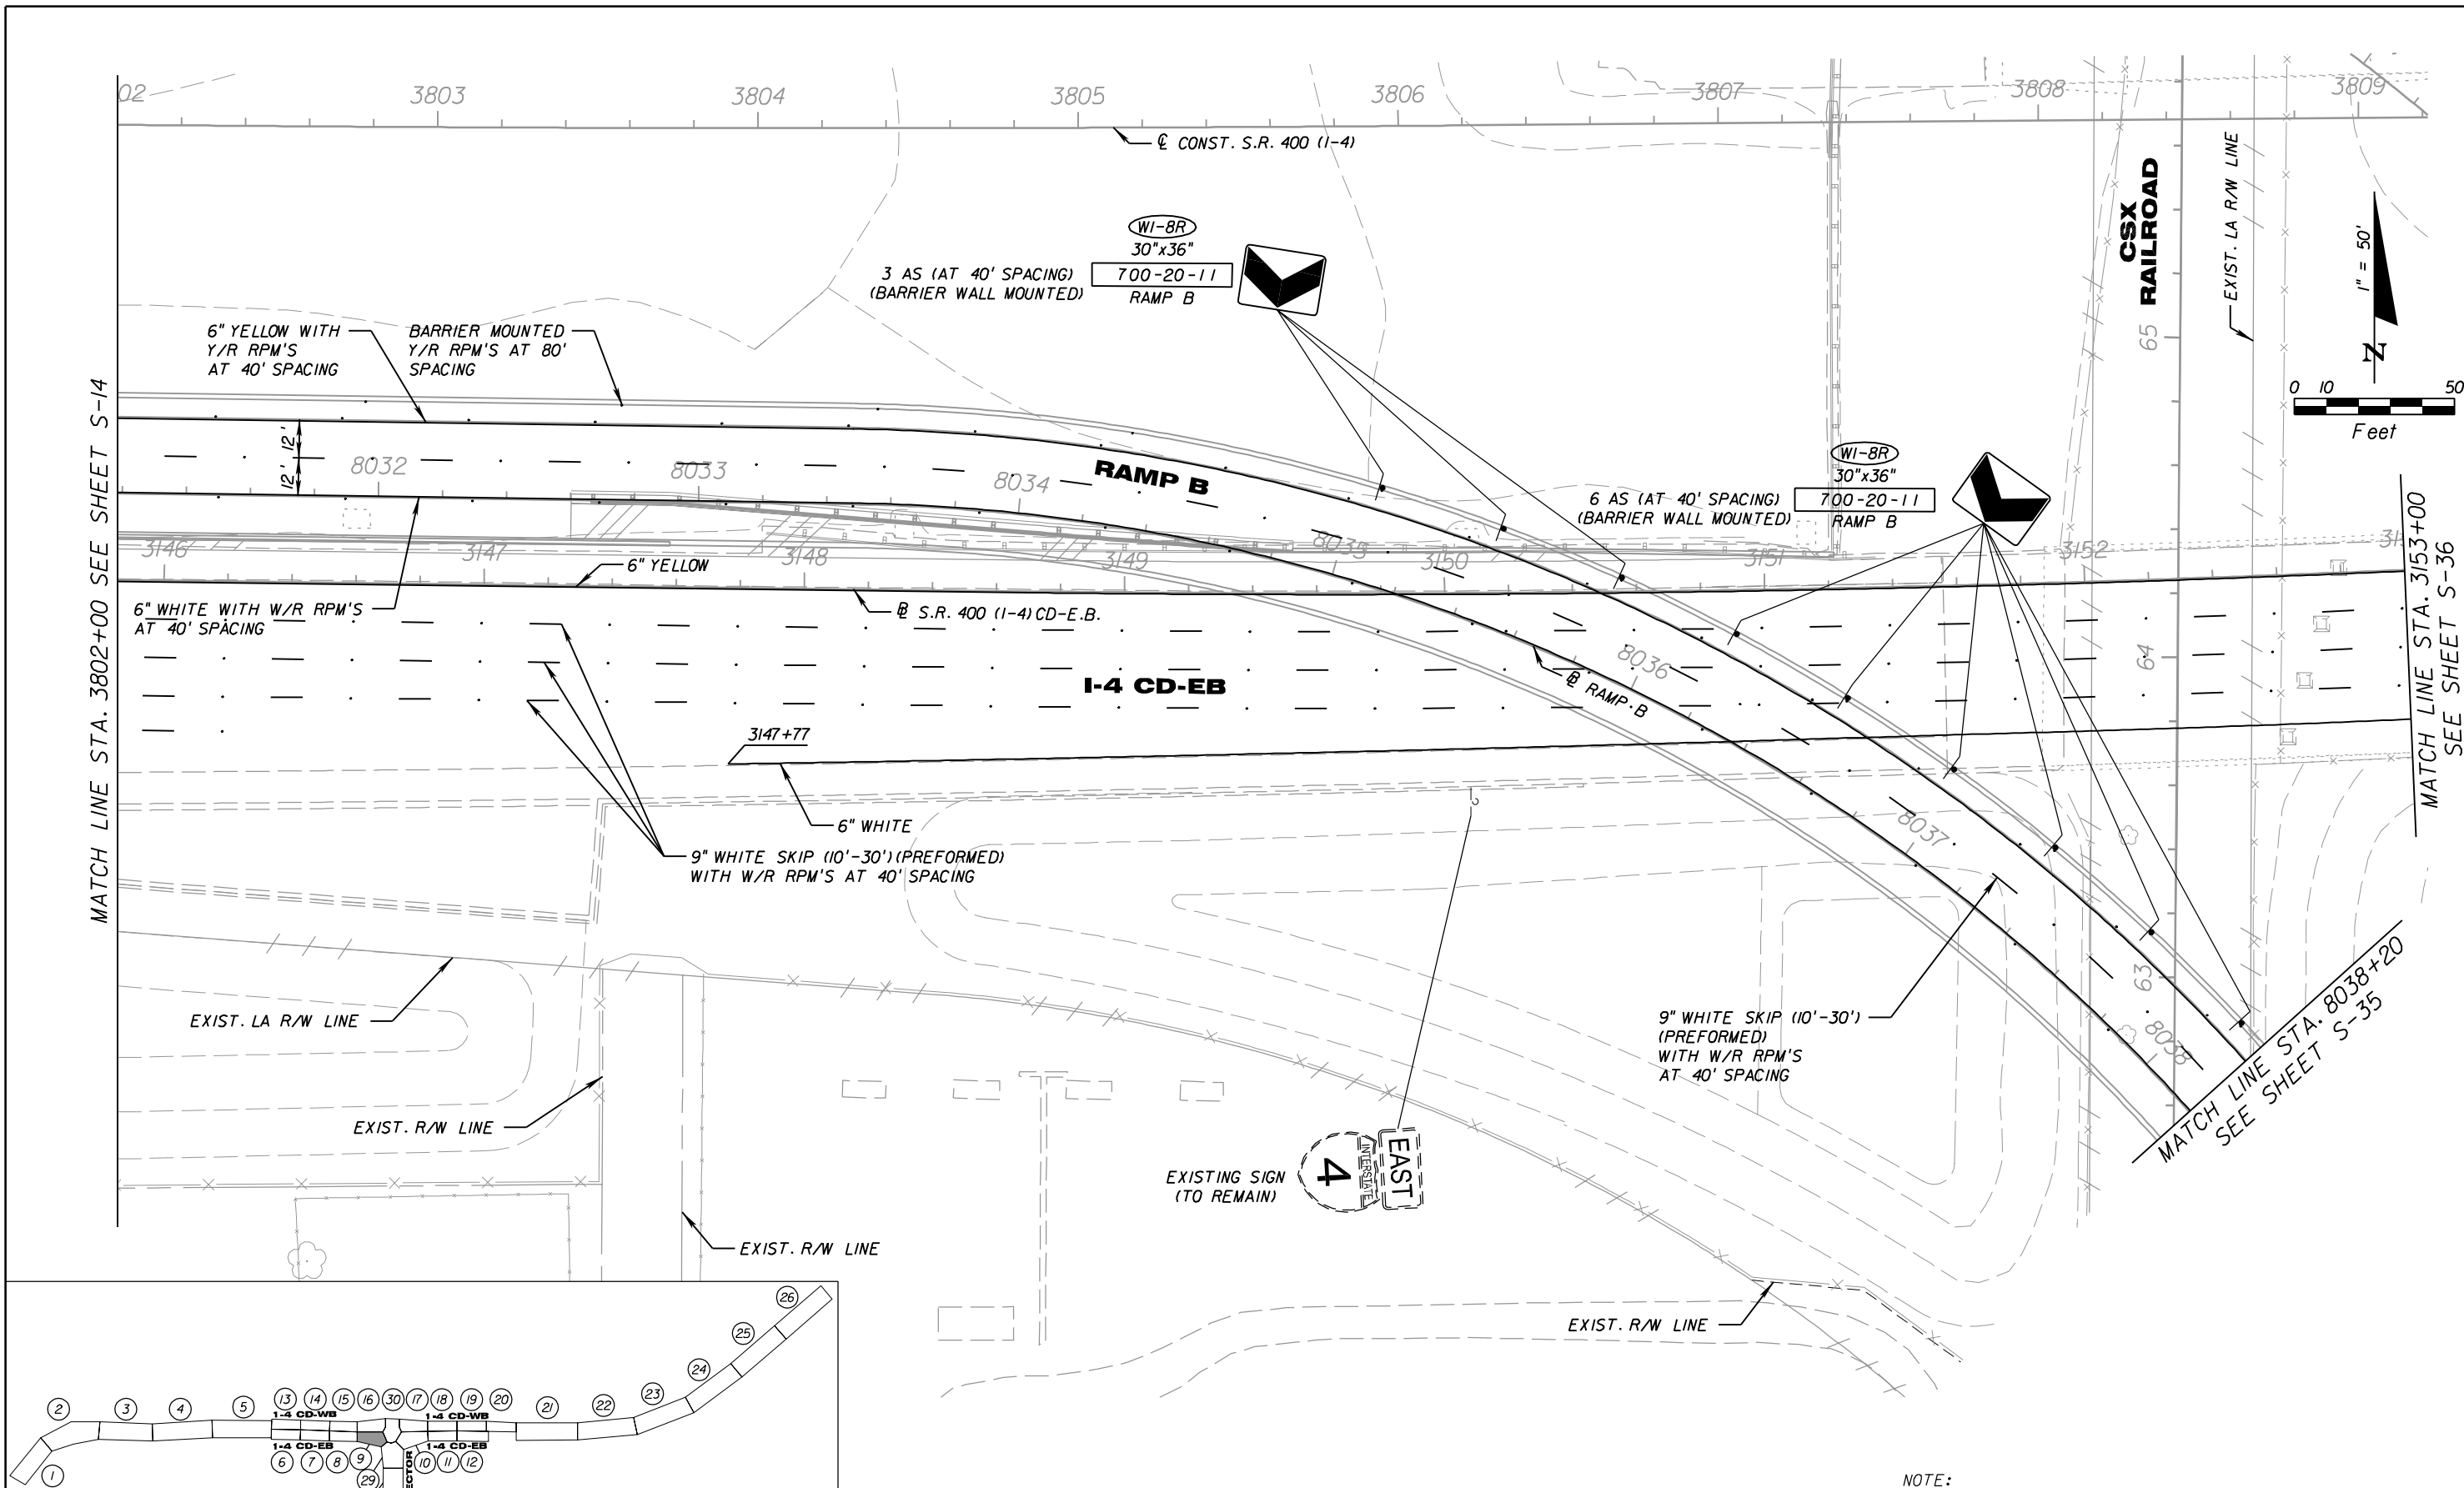 02
3803
3804
3805
3806
3807
3808
3809
℄ CONST. S.R. 400 (I-4)
W1-8R
30"x36"
3 AS (AT 40' SPACING)
(BARRIER WALL MOUNTED)
700-20-11
RAMP B
CSX
RAILROAD
EXIST. LA R/W LINE
1" = 50'
N
0 10 50
Feet
65
6" YELLOW WITH
Y/R RPM'S
AT 40' SPACING
BARRIER MOUNTED
Y/R RPM'S AT 80'
SPACING
MATCH LINE STA. 3802+00 SEE SHEET S-14
12'
12'
8032
8033
8034
RAMP B
8035
W1-8R
30"x36"
6 AS (AT 40' SPACING)
(BARRIER WALL MOUNTED)
700-20-11
RAMP B
3146
3147
3148
3149
3150
3151
3152
MATCH LINE STA. 3153+00
SEE SHEET S-36
6" YELLOW
6" WHITE WITH W/R RPM'S
AT 40' SPACING
S.R. 400 (I-4) CD-E.B.
I-4 CD-EB
RAMP B
8036
64
3147+77
6" WHITE
9" WHITE SKIP (10'-30') (PREFORMED)
WITH W/R RPM'S AT 40' SPACING
8037
63
8038
9" WHITE SKIP (10'-30')
(PREFORMED)
WITH W/R RPM'S
AT 40' SPACING
MATCH LINE STA. 8038+20
SEE SHEET S-35
EXIST. LA R/W LINE
EXIST. R/W LINE
EXIST. R/W LINE
EXISTING SIGN
(TO REMAIN)
EAST
INTERSTATE
4
EXIST. R/W LINE
1
2
3
4
5
13
14
15
16
30
17
18
19
20
21
22
23
24
25
26
I-4 CD-WB
I-4 CD-WB
I-4 CD-EB
I-4 CD-EB
6
7
8
9
29
10
11
12
NOTE: